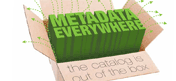 METADATA
EVERYWHERE
the catalog is
out of the box